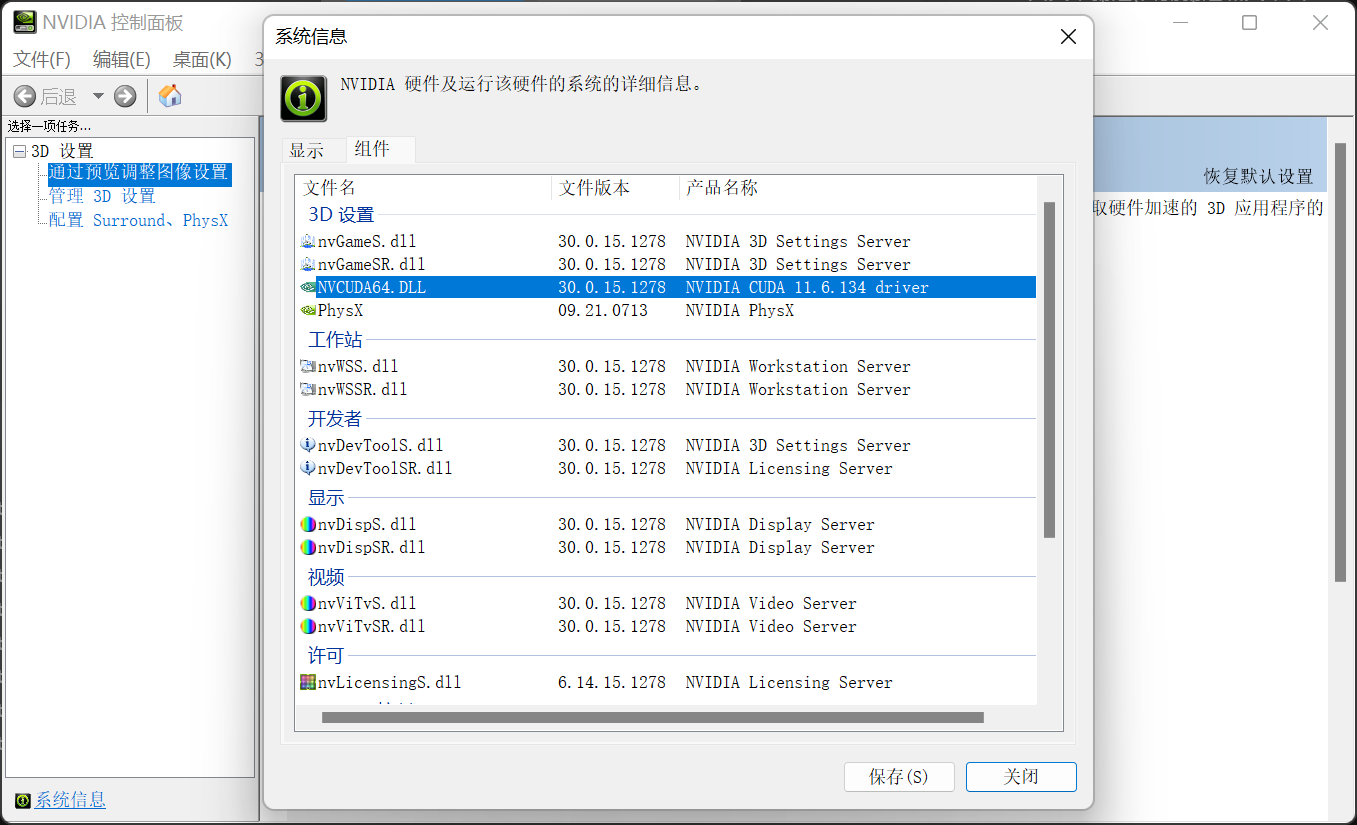 NVIDIA 控制面板
文件(F) 编辑(E) 桌面(K) 3
后退
选择一项任务...
3D 设置
通过预览调整图像设置
管理 3D 设置
配置 Surround、PhysX
系统信息
恢复默认设置
取硬件加速的 3D 应用程序的
系统信息
NVIDIA 硬件及运行该硬件的系统的详细信息。
显示 组件
文件名 文件版本 产品名称
3D 设置
nvGameS.dll 30.0.15.1278 NVIDIA 3D Settings Server
nvGameSR.dll 30.0.15.1278 NVIDIA 3D Settings Server
NVCUDA64.DLL 30.0.15.1278 NVIDIA CUDA 11.6.134 driver
PhysX 09.21.0713 NVIDIA PhysX
工作站
nvWSS.dll 30.0.15.1278 NVIDIA Workstation Server
nvWSSR.dll 30.0.15.1278 NVIDIA Workstation Server
开发者
nvDevToolS.dll 30.0.15.1278 NVIDIA 3D Settings Server
nvDevToolSR.dll 30.0.15.1278 NVIDIA Licensing Server
显示
nvDispS.dll 30.0.15.1278 NVIDIA Display Server
nvDispSR.dll 30.0.15.1278 NVIDIA Display Server
视频
nvViTvS.dll 30.0.15.1278 NVIDIA Video Server
nvViTvSR.dll 30.0.15.1278 NVIDIA Video Server
许可
nvLicensingS.dll 6.14.15.1278 NVIDIA Licensing Server
保存(S) 关闭